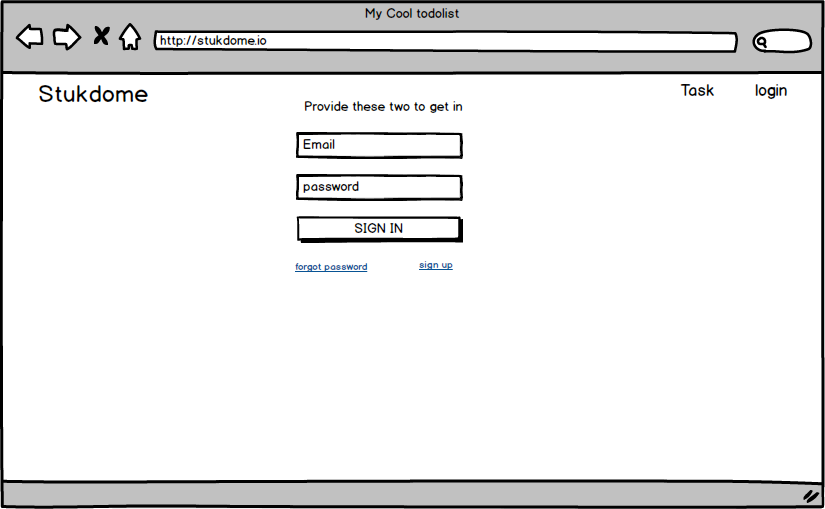 My Cool todolist
http://stukdome.io
Stukdome
Task
login
Provide these two to get in
Email
password
SIGN IN
forgot password
sign up